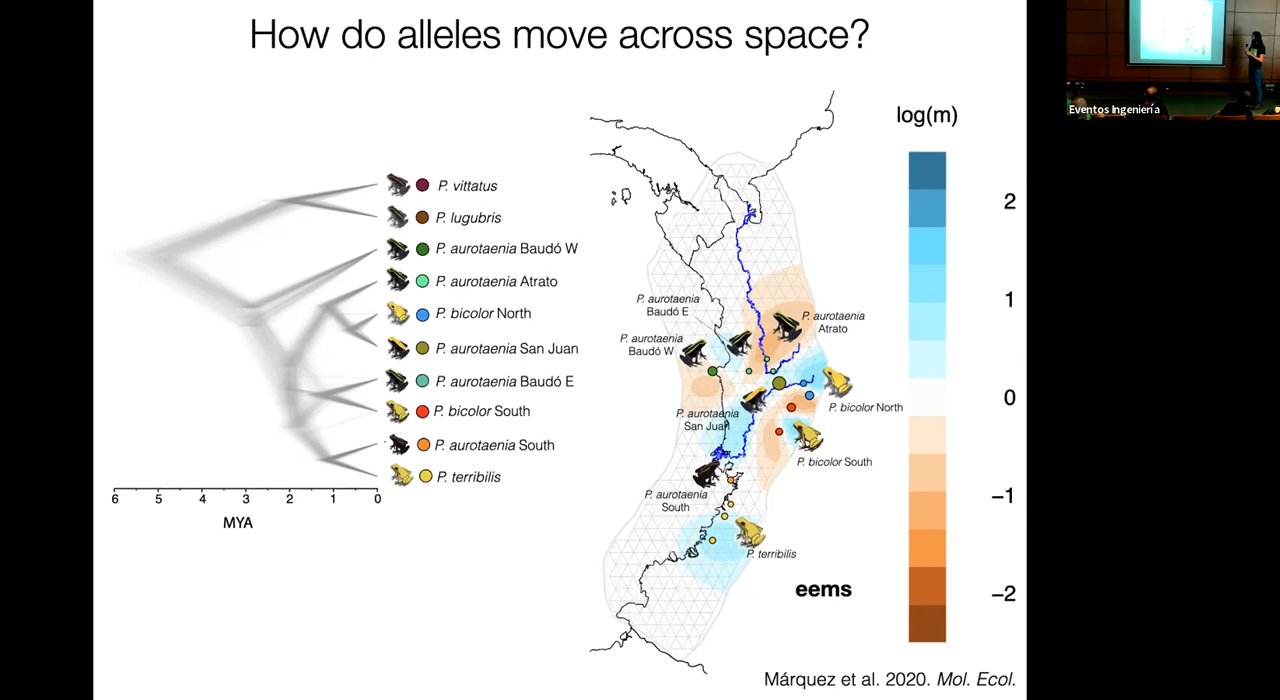 How do alleles move across space?
Eventos Ingeniería
log(m)
P. vittatus
P. lugubris
P. aurotaenia Baudó W
P. aurotaenia Atrato
P. bicolor North
P. aurotaenia San Juan
P. aurotaenia Baudó E
P. bicolor South
P. aurotaenia South
P. terribilis
6 5 4 3 2 1 0
MYA
P. aurotaenia
Baudó E
P. aurotaenia
Baudó W
P. aurotaenia
Atrato
P. bicolor North
P. aurotaenia
San Juan
P. bicolor South
P. aurotaenia
South
P. terribilis
eems
2
1
0
−1
−2
Márquez et al. 2020. Mol. Ecol.